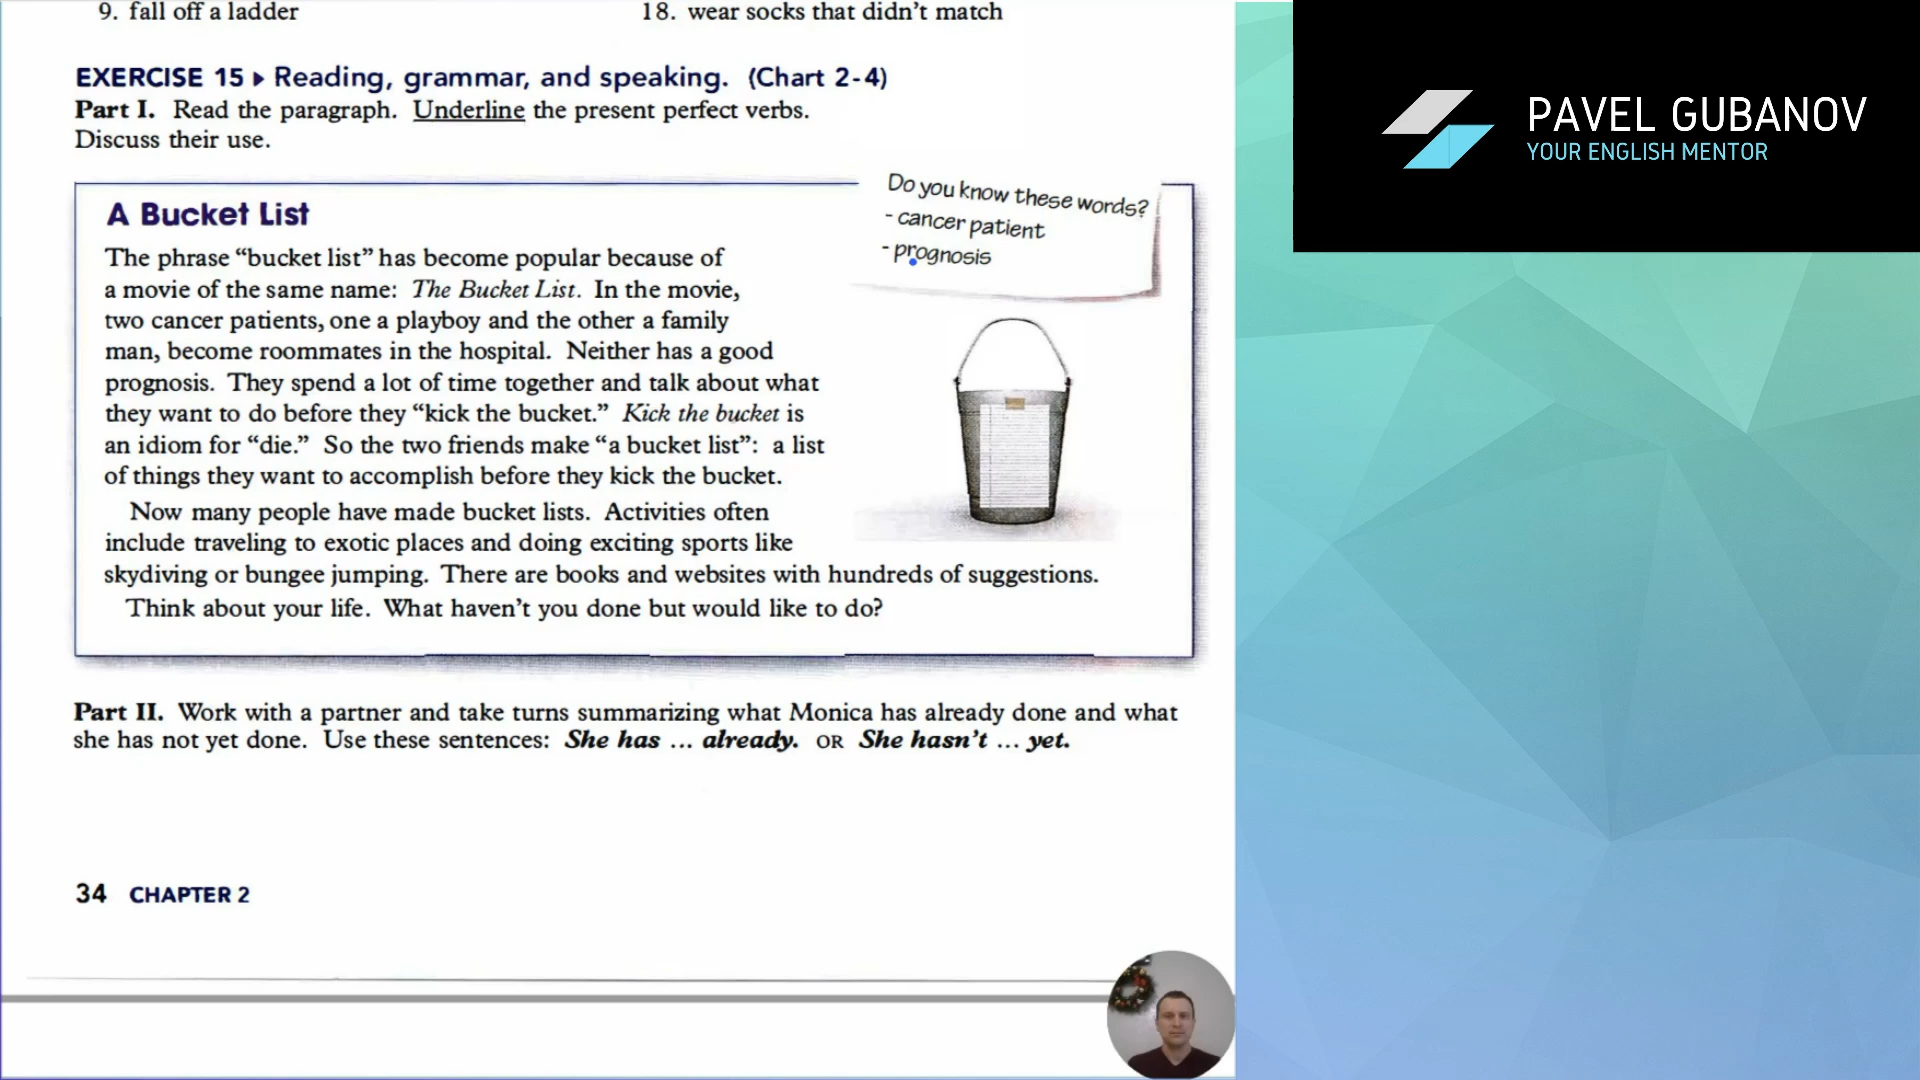 9. fall off a ladder
18. wear socks that didn't match
EXERCISE 15 ▸ Reading, grammar, and speaking. (Chart 2-4)
Part I. Read the paragraph. Underline the present perfect verbs.
Discuss their use.
Do you know these words?
- cancer patient
- prognosis
A Bucket List
The phrase “bucket list” has become popular because of
a movie of the same name: The Bucket List. In the movie,
two cancer patients, one a playboy and the other a family
man, become roommates in the hospital. Neither has a good
prognosis. They spend a lot of time together and talk about what
they want to do before they “kick the bucket.” Kick the bucket is
an idiom for “die.” So the two friends make “a bucket list”: a list
of things they want to accomplish before they kick the bucket.
Now many people have made bucket lists. Activities often
include traveling to exotic places and doing exciting sports like
skydiving or bungee jumping. There are books and websites with hundreds of suggestions.
Think about your life. What haven't you done but would like to do?
Part II. Work with a partner and take turns summarizing what Monica has already done and what
she has not yet done. Use these sentences: She has ... already. OR She hasn't ... yet.
34 CHAPTER 2
PAVEL GUBANOV
YOUR ENGLISH MENTOR